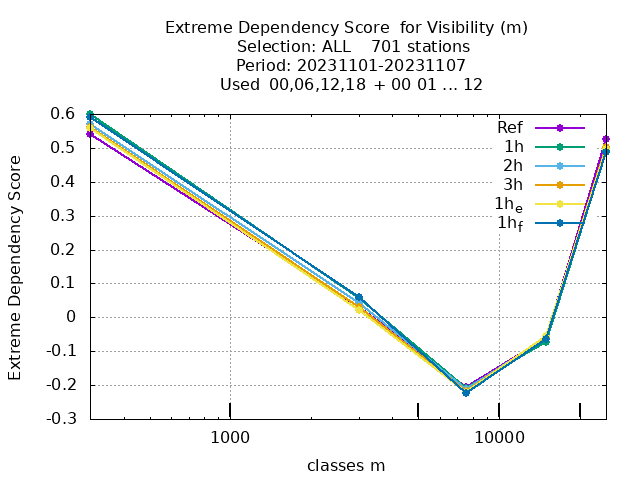 Extreme Dependency Score  for Visibility (m)
Selection: ALL    701 stations
Period: 20231101-20231107
Used  00,06,12,18  + 00 01 ... 12
Extreme Dependency Score
0.6
0.5
0.4
0.3
0.2
0.1
0
-0.1
-0.2
-0.3
Ref
1h
2h
3h
1he
1hf
1000
10000
classes m